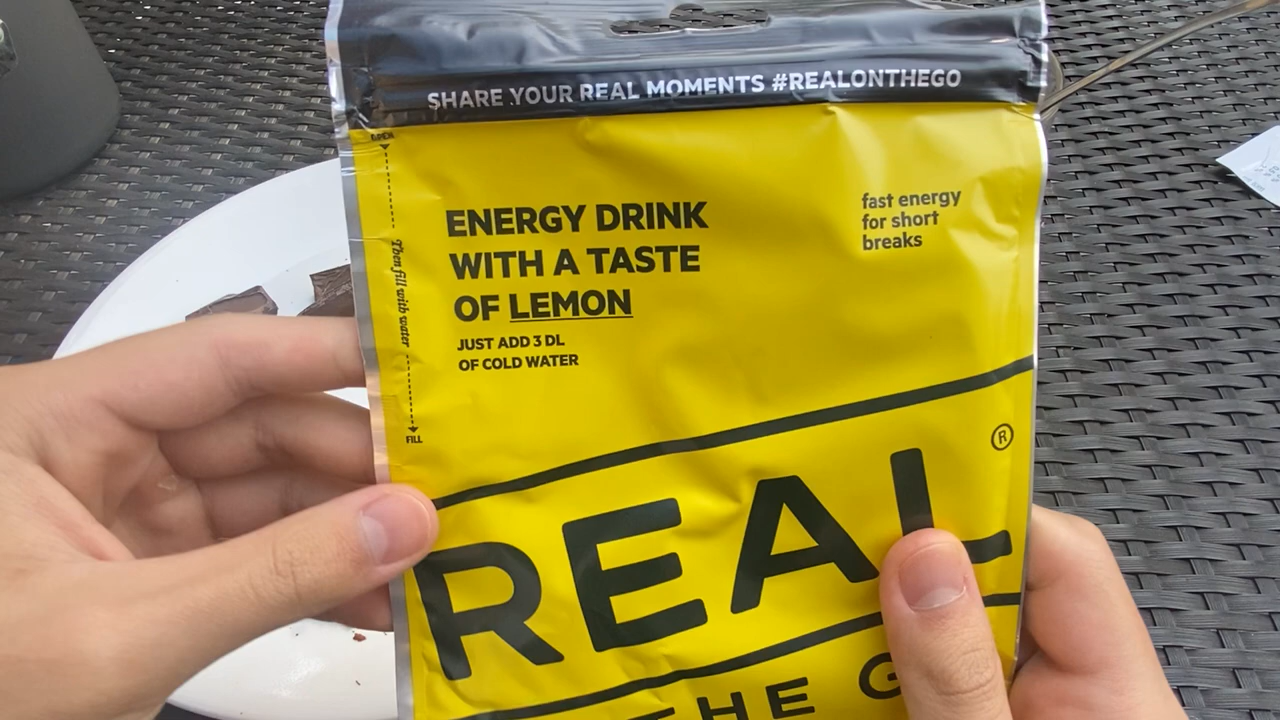 SHARE YOUR REAL MOMENTS #REALONTHEGO
OPEN
Then fill with water
FILL
ENERGY DRINK
WITH A TASTE
OF LEMON
JUST ADD 3 DL
OF COLD WATER
fast energy
for short
breaks
REAL®
THE